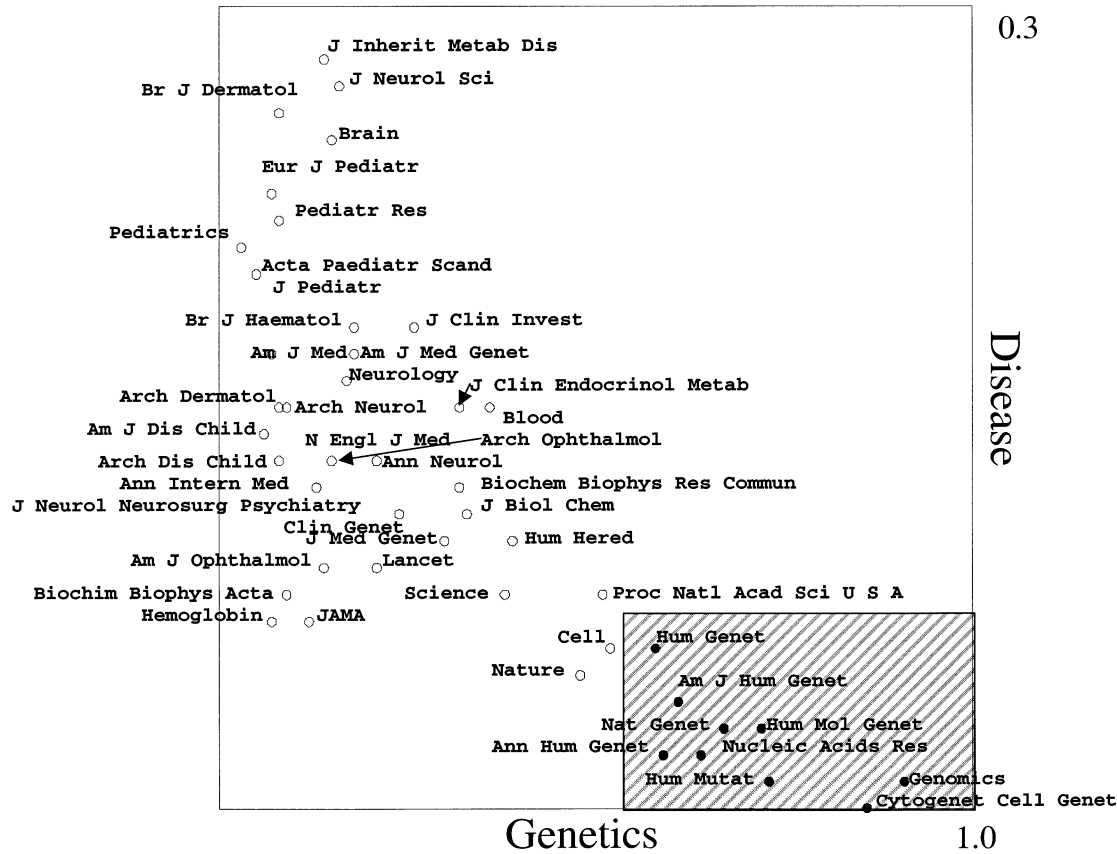 0.3
J Inherit Metab Dis
J Neurol Sci
Br J Dermatol
Brain
Eur J Pediatr
Pediatr Res
Pediatrics
Acta Paediatr Scand
J Pediatr
Br J Haematol
J Clin Invest
Am J Med
Am J Med Genet
Neurology
J Clin Endocrinol Metab
Arch Dermatol
Arch Neurol
Blood
Am J Dis Child
N Engl J Med
Arch Ophthalmol
Arch Dis Child
Ann Neurol
Ann Intern Med
Biochem Biophys Res Commun
J Neurol Neurosurg Psychiatry
J Biol Chem
Clin Genet
J Med Genet
Hum Hered
Am J Ophthalmol
Lancet
Biochim Biophys Acta
Science
Proc Natl Acad Sci U S A
Hemoglobin
JAMA
Cell
Hum Genet
Nature
Am J Hum Genet
Nat Genet
Hum Mol Genet
Ann Hum Genet
Nucleic Acids Res
Hum Mutat
Genomics
Cytogenet Cell Genet
Disease
Genetics
1.0